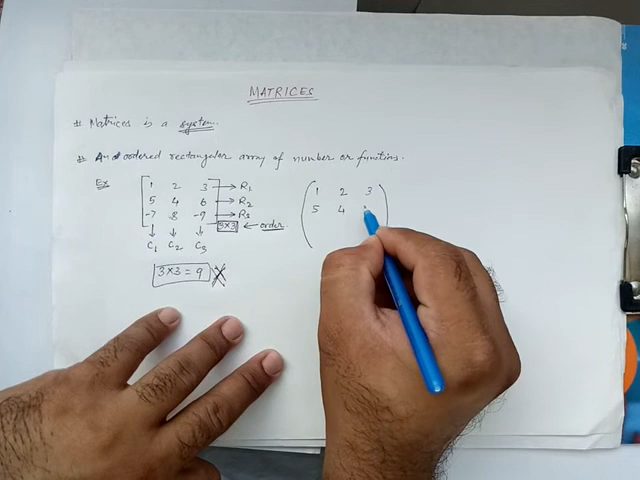 MATRICES
# Matrices is a system.
# An ordered rectangular array of number or functions.
Ex
1 2 3 → R1
5 4 6 → R2
-7 8 -9 → R3
3×3 ← order.
↓ ↓ ↓
C1 C2 C3
3×3 = 9 ×
1 2 3
5 4